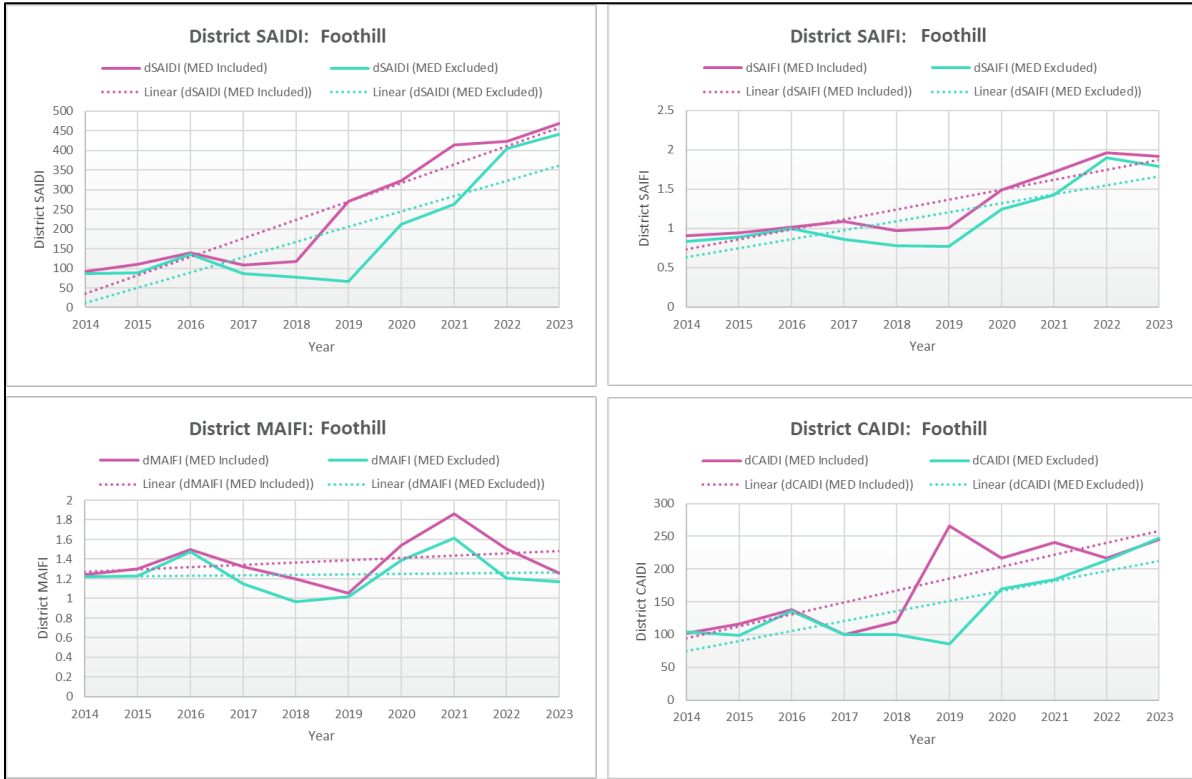 District SAIDI: Foothill
dSAIDI (MED Included)
dSAIDI (MED Excluded)
Linear (dSAIDI (MED Included))
Linear (dSAIDI (MED Excluded))
500
450
400
350
300
250
200
150
100
50
0
District SAIDI
2014 2015 2016 2017 2018 2019 2020 2021 2022 2023
Year
District SAIFI: Foothill
dSAIFI (MED Included)
dSAIFI (MED Excluded)
Linear (dSAIFI (MED Included))
Linear (dSAIFI (MED Excluded))
2.5
2
1.5
1
0.5
0
District SAIFI
2014 2015 2016 2017 2018 2019 2020 2021 2022 2023
Year
District MAIFI: Foothill
dMAIFI (MED Included)
dMAIFI (MED Excluded)
Linear (dMAIFI (MED Included))
Linear (dMAIFI (MED Excluded))
2
1.8
1.6
1.4
1.2
1
0.8
0.6
0.4
0.2
0
District MAIFI
2014 2015 2016 2017 2018 2019 2020 2021 2022 2023
Year
District CAIDI: Foothill
dCAIDI (MED Included)
dCAIDI (MED Excluded)
Linear (dCAIDI (MED Included))
Linear (dCAIDI (MED Excluded))
300
250
200
150
100
50
0
District CAIDI
2014 2015 2016 2017 2018 2019 2020 2021 2022 2023
Year